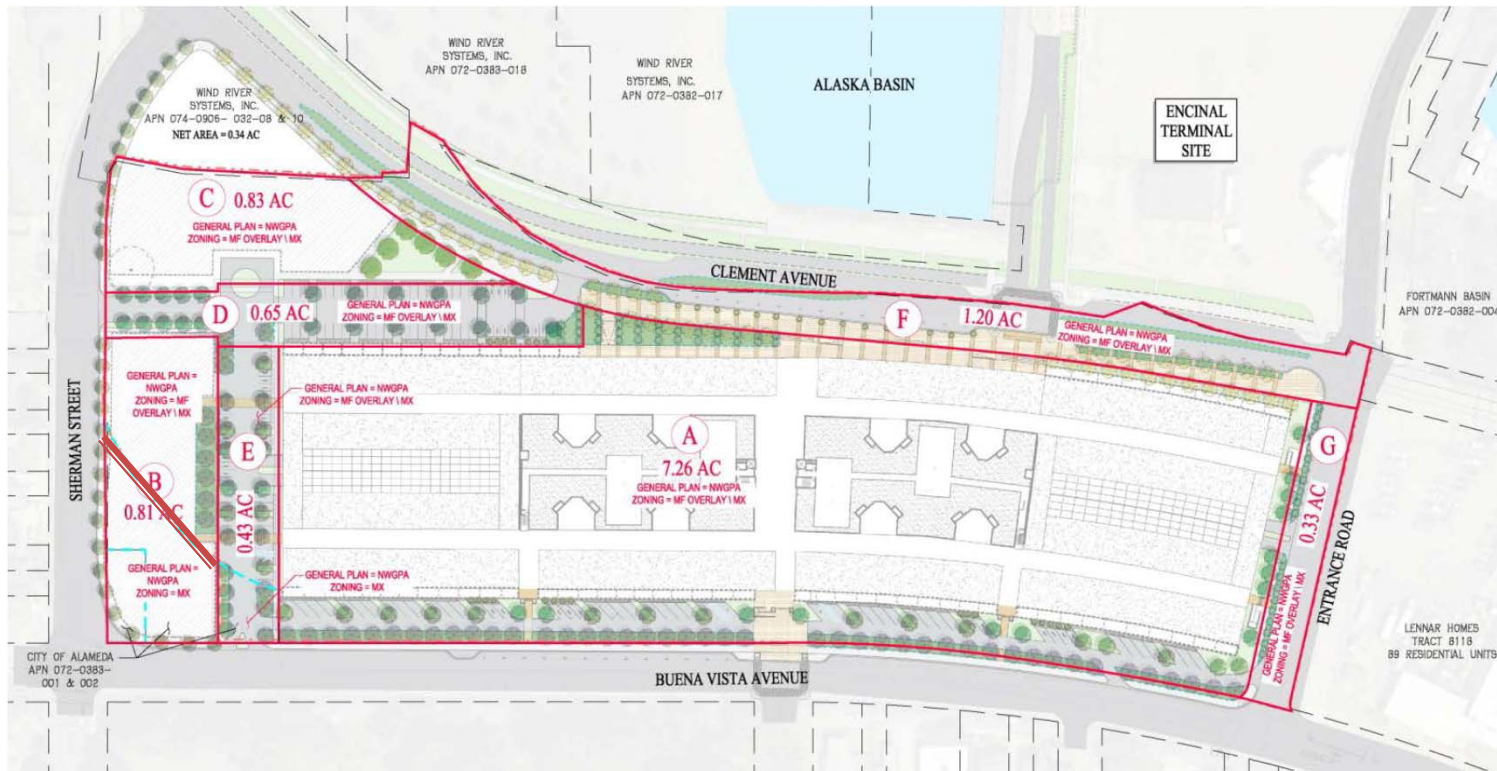 WIND RIVER
SYSTEMS, INC.
APN 072-0383-018
WIND RIVER
SYSTEMS, INC.
APN 072-0382-017
ALASKA BASIN
ENCINAL
TERMINAL
SITE
WIND RIVER
SYSTEMS, INC.
APN 074-0906- 032-08 & 10
NET AREA = 0.34 AC
C 0.83 AC
GENERAL PLAN = NWGPA
ZONING = MF OVERLAY \ MX
CLEMENT AVENUE
FORTMANN BASIN
APN 072-0382-004
D 0.65 AC
GENERAL PLAN = NWGPA
ZONING = MF OVERLAY \ MX
F 1.20 AC
GENERAL PLAN = NWGPA
ZONING = MF OVERLAY \ MX
SHERMAN STREET
GENERAL PLAN =
NWGPA
ZONING = MF
OVERLAY \ MX
B
0.81 AC
GENERAL PLAN =
NWGPA
ZONING = MX
GENERAL PLAN = NWGPA
ZONING = MF OVERLAY \ MX
E
0.43 AC
GENERAL PLAN = NWGPA
ZONING = MX
A
7.26 AC
GENERAL PLAN = NWGPA
ZONING = MF OVERLAY \ MX
G
0.33 AC
GENERAL PLAN = NWGPA
ZONING = MF OVERLAY \ MX
ENTRANCE ROAD
LENNAR HOMES
TRACT 8118
89 RESIDENTIAL UNITS
CITY OF ALAMEDA
APN 072-0383-
001 & 002
BUENA VISTA AVENUE